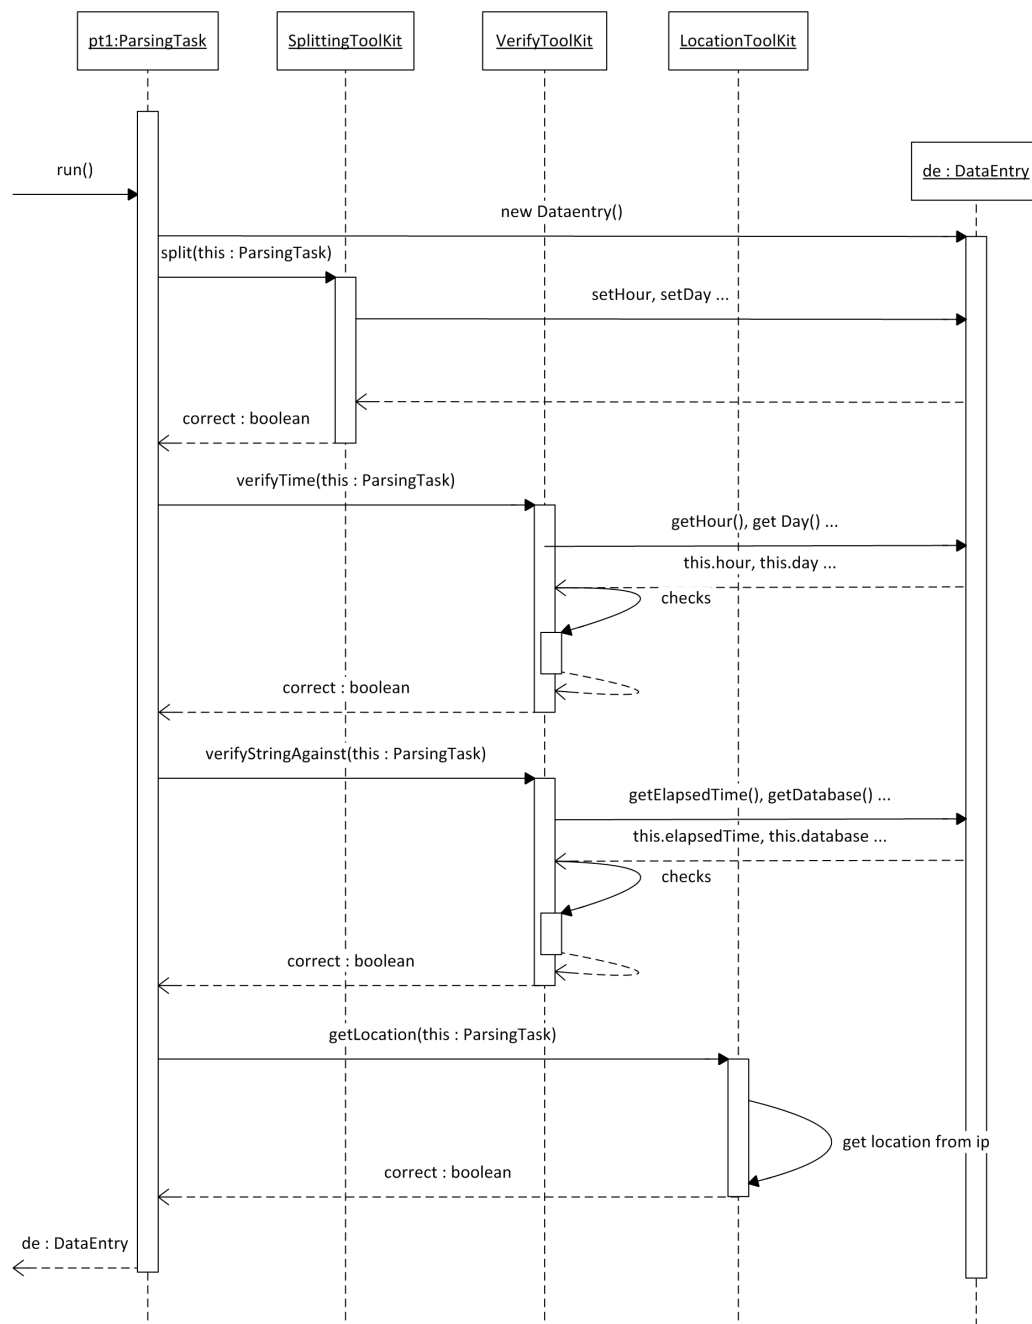 pt1:ParsingTask
SplittingToolKit
VerifyToolKit
LocationToolKit
de : DataEntry
run()
new Dataentry()
split(this : ParsingTask)
setHour, setDay ...
correct : boolean
verifyTime(this : ParsingTask)
getHour(), get Day() ...
this.hour, this.day ...
checks
correct : boolean
verifyStringAgainst(this : ParsingTask)
getElapsedTime(), getDatabase() ...
this.elapsedTime, this.database ...
checks
correct : boolean
getLocation(this : ParsingTask)
get location from ip
correct : boolean
de : DataEntry